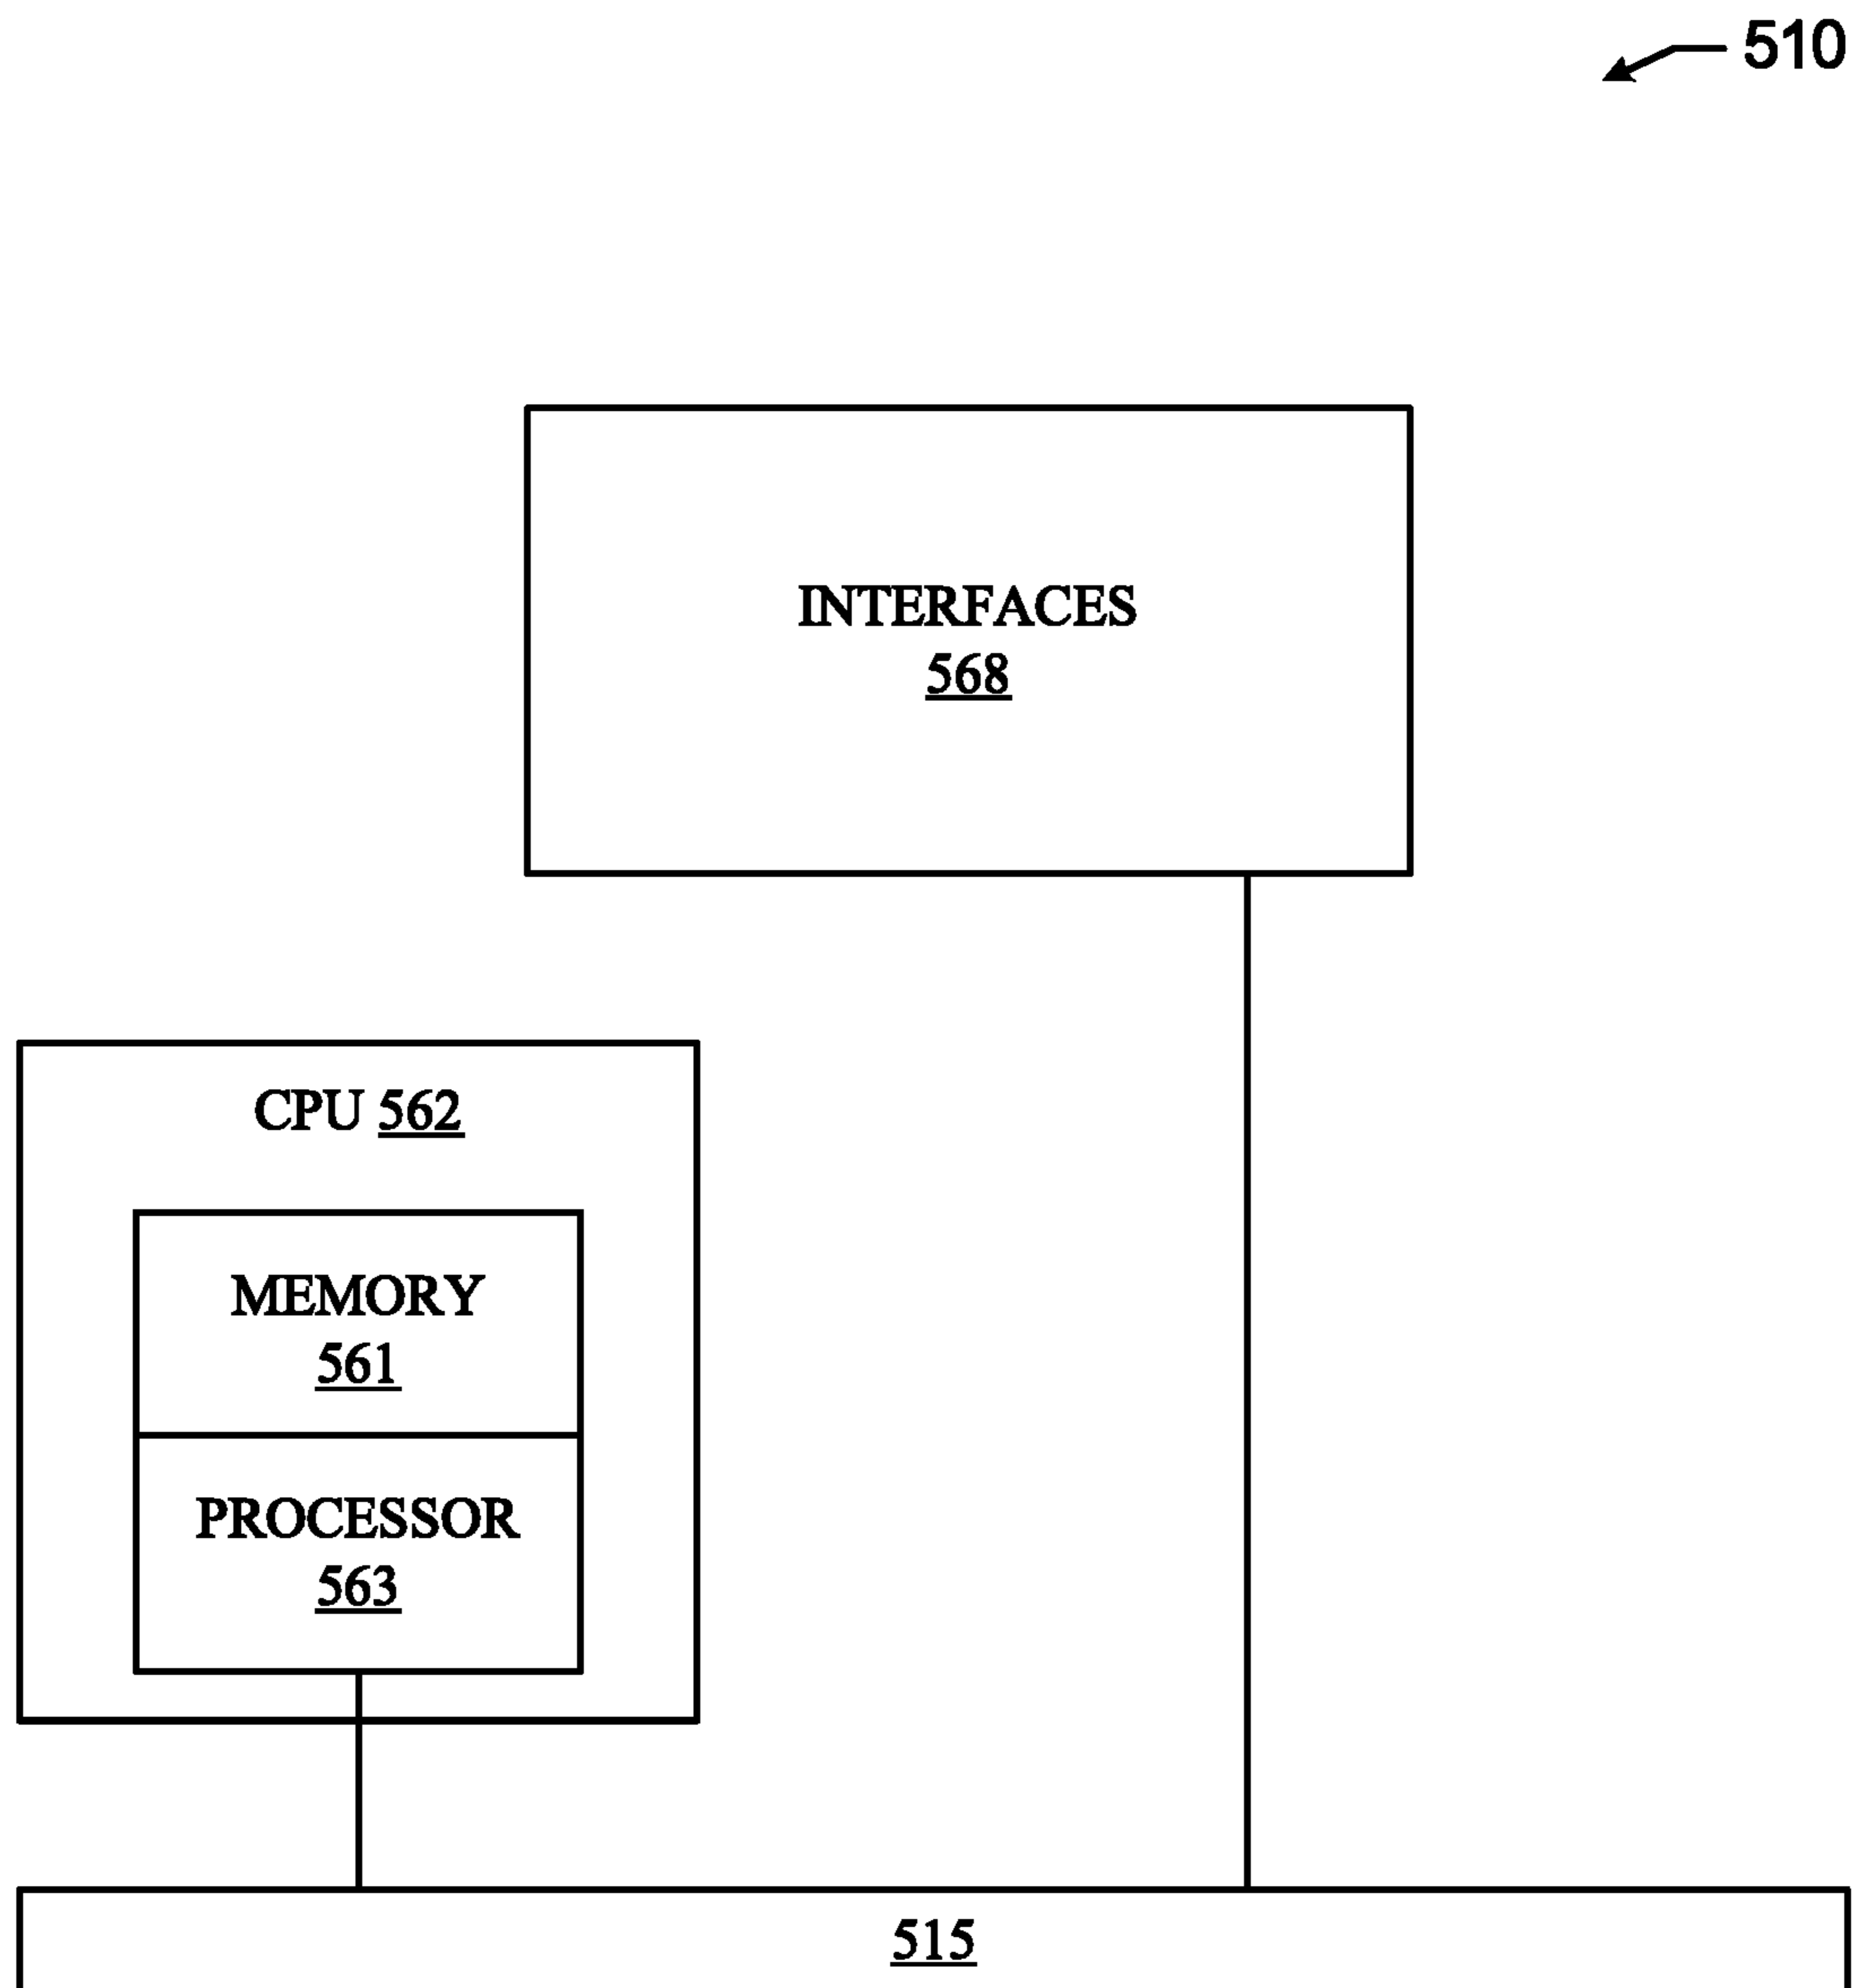 510
INTERFACES
568
CPU 562
MEMORY
561
PROCESSOR
563
515